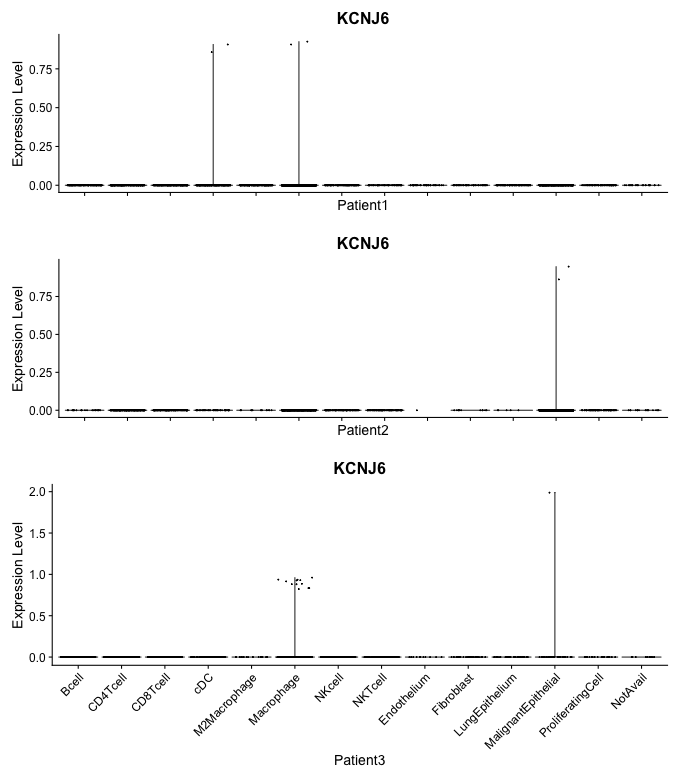 KCNJ6
Expression Level
0.75
0.50
0.25
0.00
Patient1
KCNJ6
Expression Level
0.75
0.50
0.25
0.00
Patient2
KCNJ6
Expression Level
2.0
1.5
1.0
0.5
0.0
Bcell
CD4Tcell
CD8Tcell
cDC
M2Macrophage
Macrophage
NKcell
NKTcell
Endothelium
Fibroblast
LungEpithelium
MalignantEpithelial
ProliferatingCell
NotAvail
Patient3